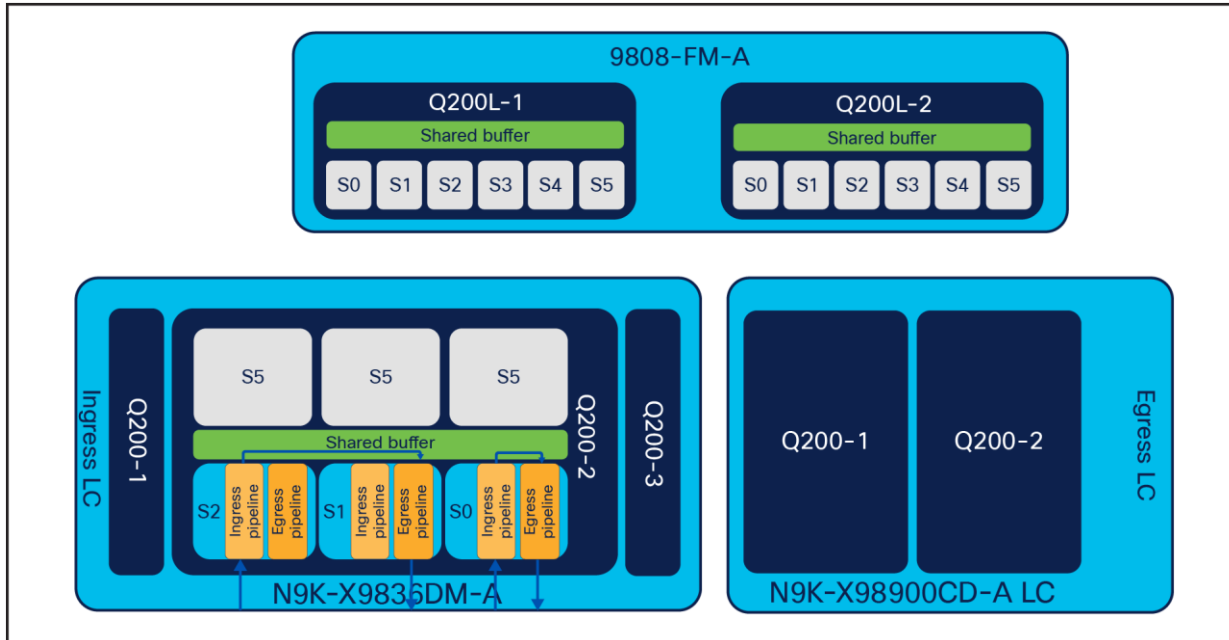 9808-FM-A
Q200L-1
Shared buffer
S0 S1 S2 S3 S4 S5
Q200L-2
Shared buffer
S0 S1 S2 S3 S4 S5
Ingress LC
Q200-1
S5 S5 S5
Shared buffer
S2
Ingress pipeline
Egress pipeline
S1
Ingress pipeline
Egress pipeline
S0
Ingress pipeline
Egress pipeline
Q200-2
Q200-3
N9K-X9836DM-A
Q200-1
Q200-2
Egress LC
N9K-X98900CD-A LC